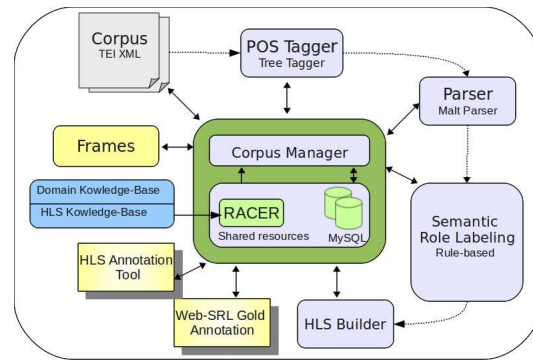 Corpus
TEI XML
POS Tagger
Tree Tagger
Parser
Malt Parser
Frames
Corpus Manager
Domain Kowledge-Base
HLS Kowledge-Base
RACER
Shared resources
MySQL
Semantic
Role Labeling
Rule-based
HLS Annotation
Tool
Web-SRL Gold
Annotation
HLS Builder